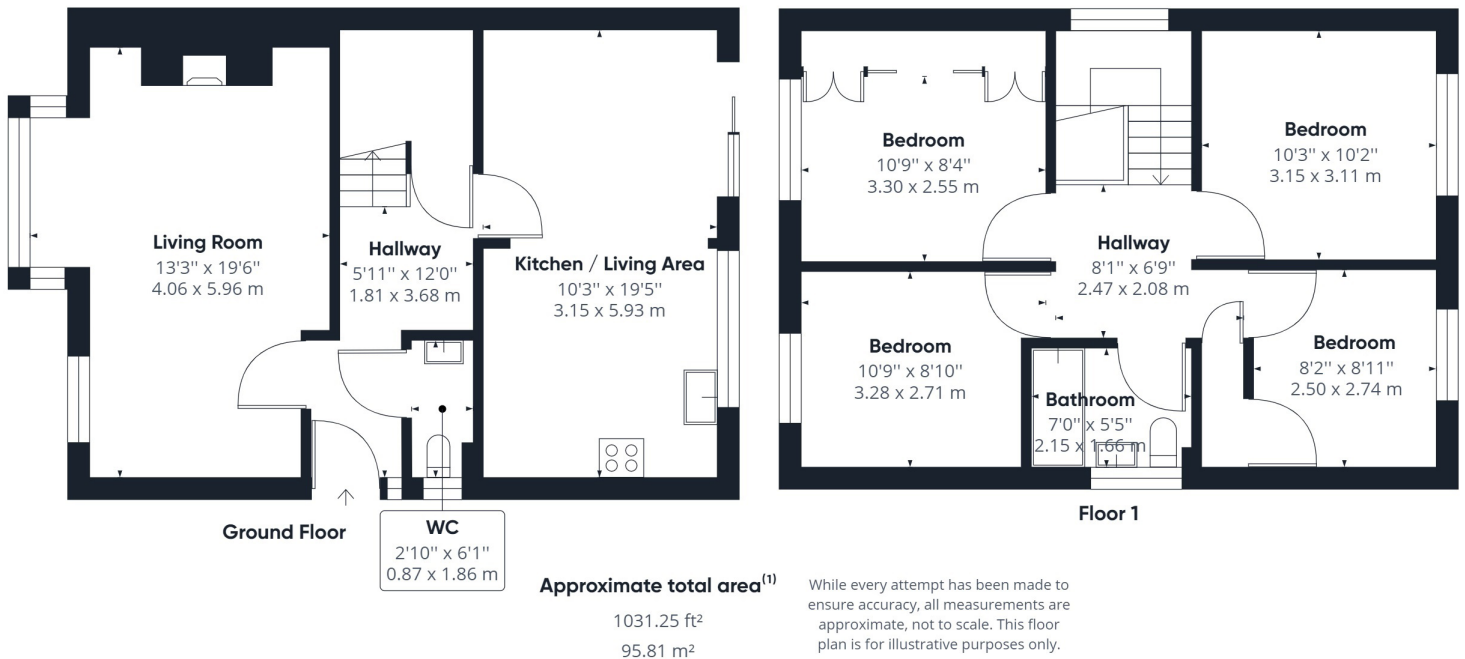 Living Room
13'3'' x 19'6''
4.06 x 5.96 m
Hallway
5'11'' x 12'0''
1.81 x 3.68 m
Kitchen / Living Area
10'3'' x 19'5''
3.15 x 5.93 m
WC
2'10'' x 6'1''
0.87 x 1.86 m
Ground Floor
Bedroom
10'9'' x 8'4''
3.30 x 2.55 m
Bedroom
10'3'' x 10'2''
3.15 x 3.11 m
Hallway
8'1'' x 6'9''
2.47 x 2.08 m
Bedroom
10'9'' x 8'10''
3.28 x 2.71 m
Bathroom
7'0'' x 5'5''
2.15 x 1.66 m
Bedroom
8'2'' x 8'11''
2.50 x 2.74 m
Floor 1
Approximate total area(1)
1031.25 ft²
95.81 m²
While every attempt has been made to
ensure accuracy, all measurements are
approximate, not to scale. This floor
plan is for illustrative purposes only.